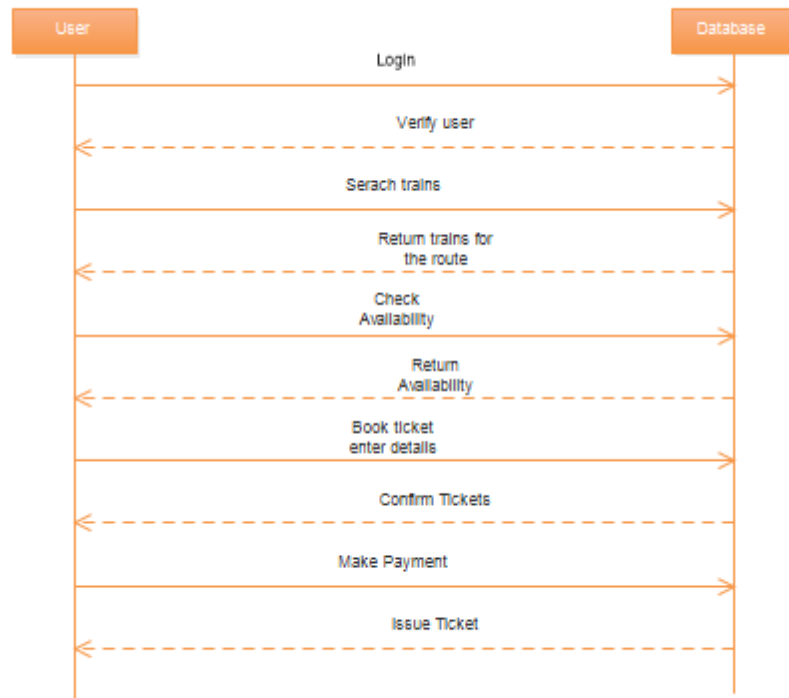 User
Database
Login
Verify user
Serach trains
Return trains for
the route
Check
Availability
Return
Availability
Book ticket
enter details
Confirm Tickets
Make Payment
Issue Ticket